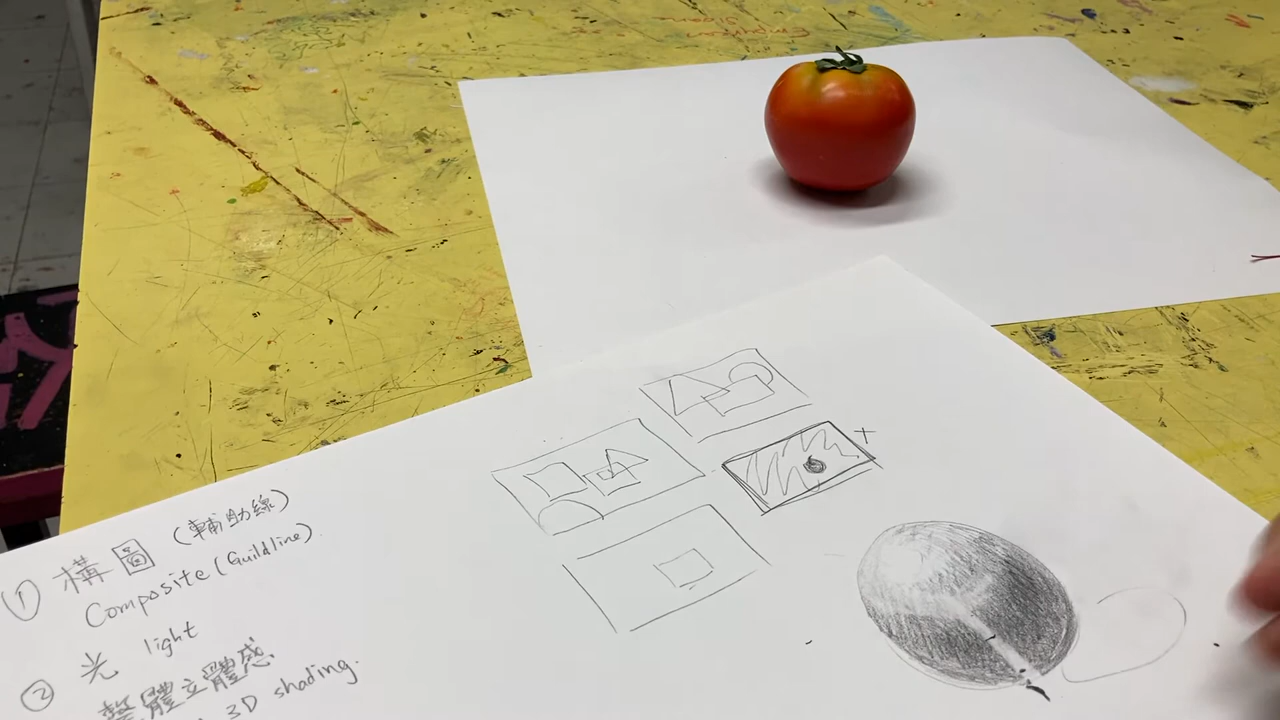 ① 構圖 (輔助線)
Composite (Guildline).
光 light
② 整體立體感
3D shading.